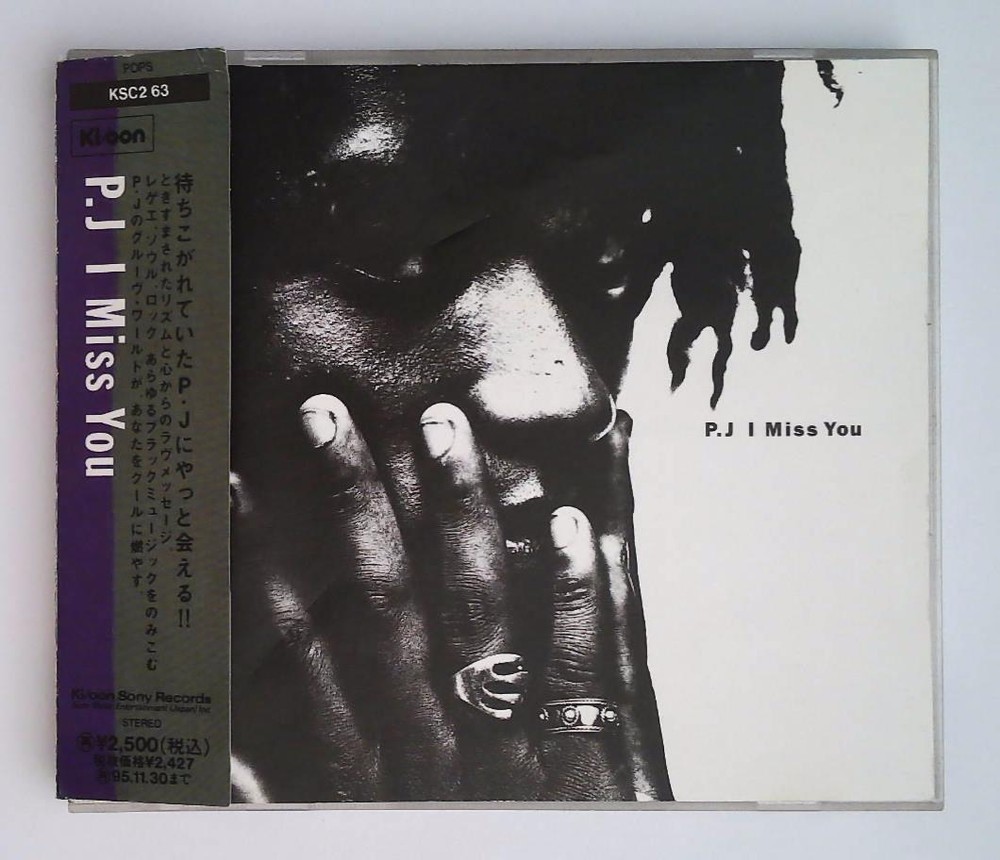 POPS
KSC2 63
Ki/oon
P.J I Miss You
待ちこがれていたP.Jにやっと会える!!
ときすまされたリズムと心からのラヴメッセージ
レゲエ、ソウル、ロック あらゆるブラックミュージックをのみこむ
P.Jのグルーヴ・ワールドが、あなたをクールに燃やす。
Ki/oon Sony Records
Sony Music Entertainment (Japan) Inc.
STEREO
¥2,500(税込)
税抜価格¥2,427
95.11.30まで
P.J I Miss You